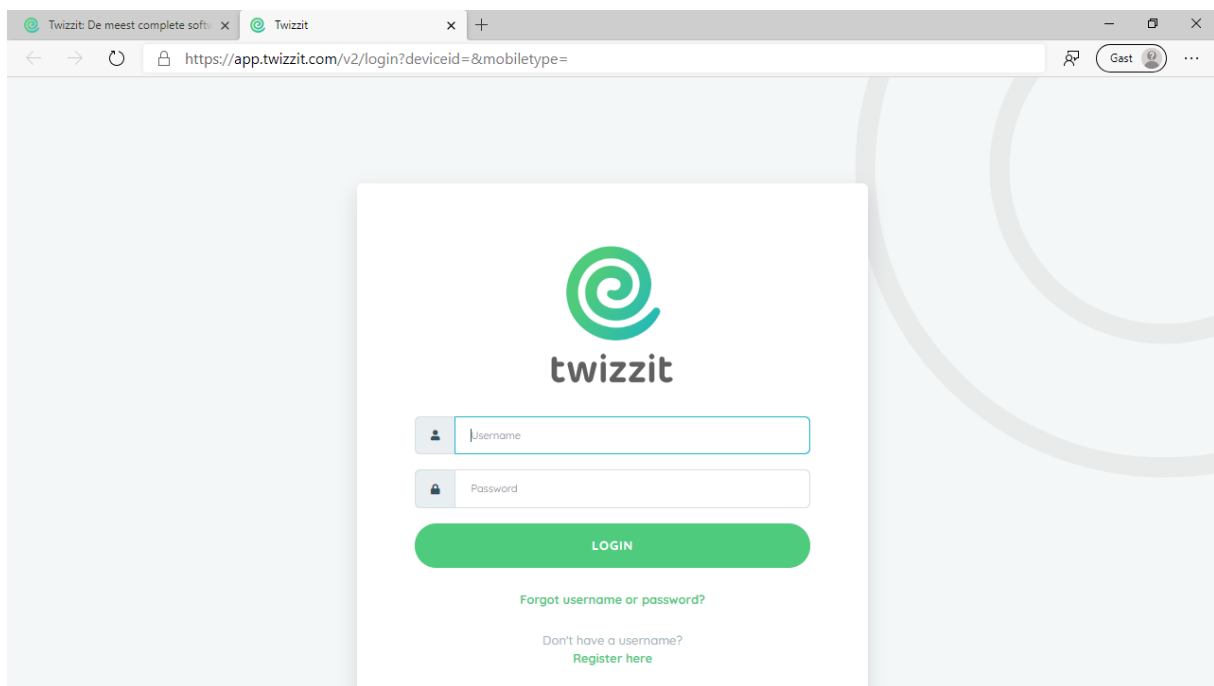 Twizzit: De meest complete softw
Twizzit
https://app.twizzit.com/v2/login?deviceid=&mobiletype=
Gast
twizzit
Username
Password
LOGIN
Forgot username or password?
Don't have a username?
Register here